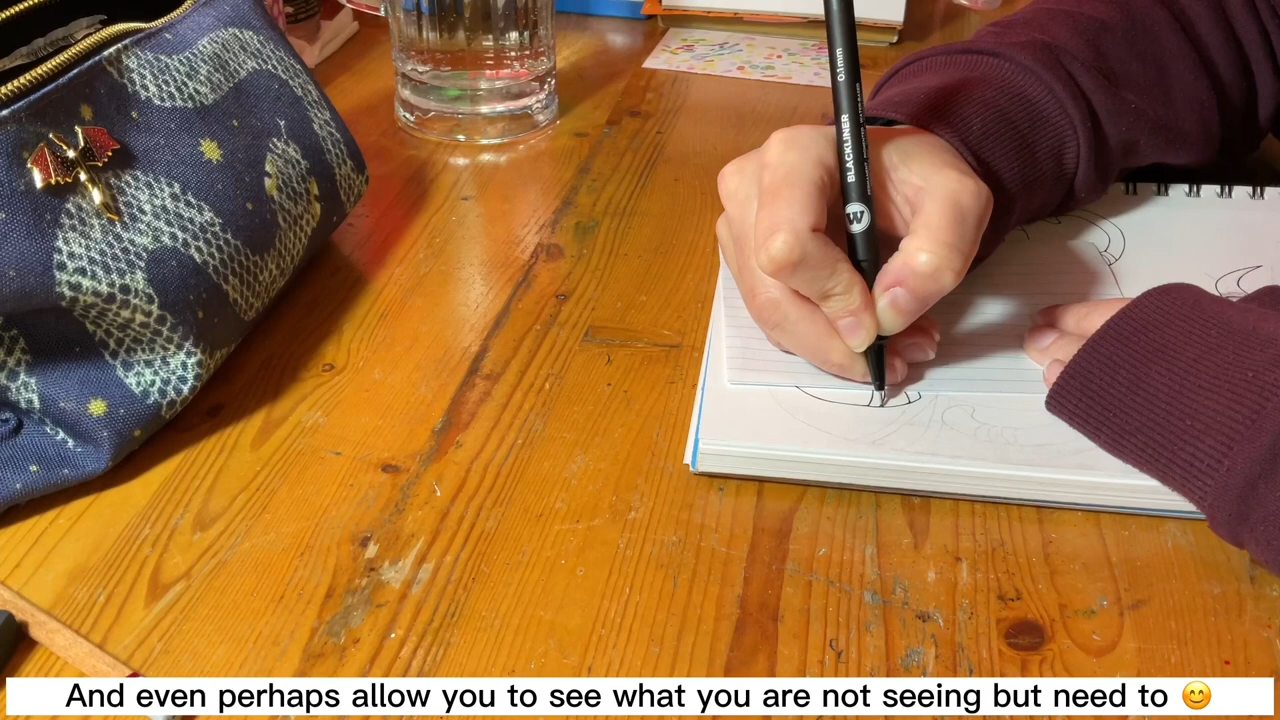 0.1mm
BLACKLINER
W
And even perhaps allow you to see what you are not seeing but need to 😊